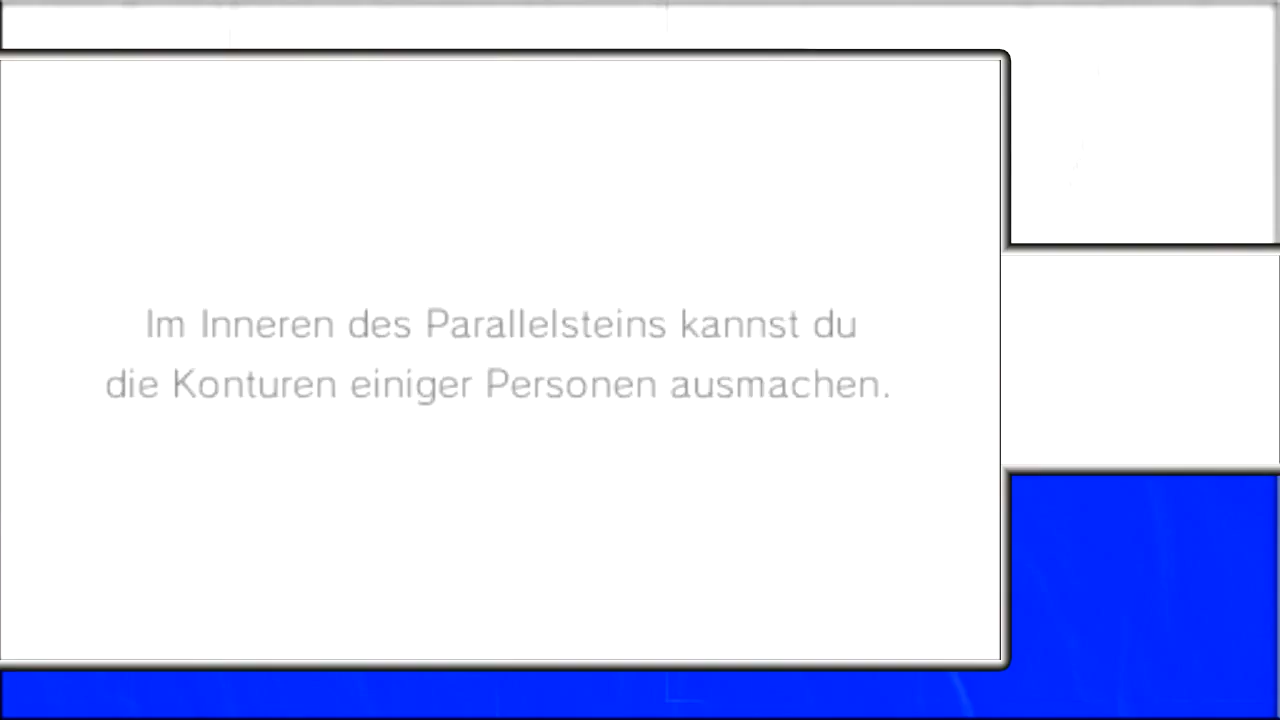 Im Inneren des Parallelsteins kannst du
die Konturen einiger Personen ausmachen.